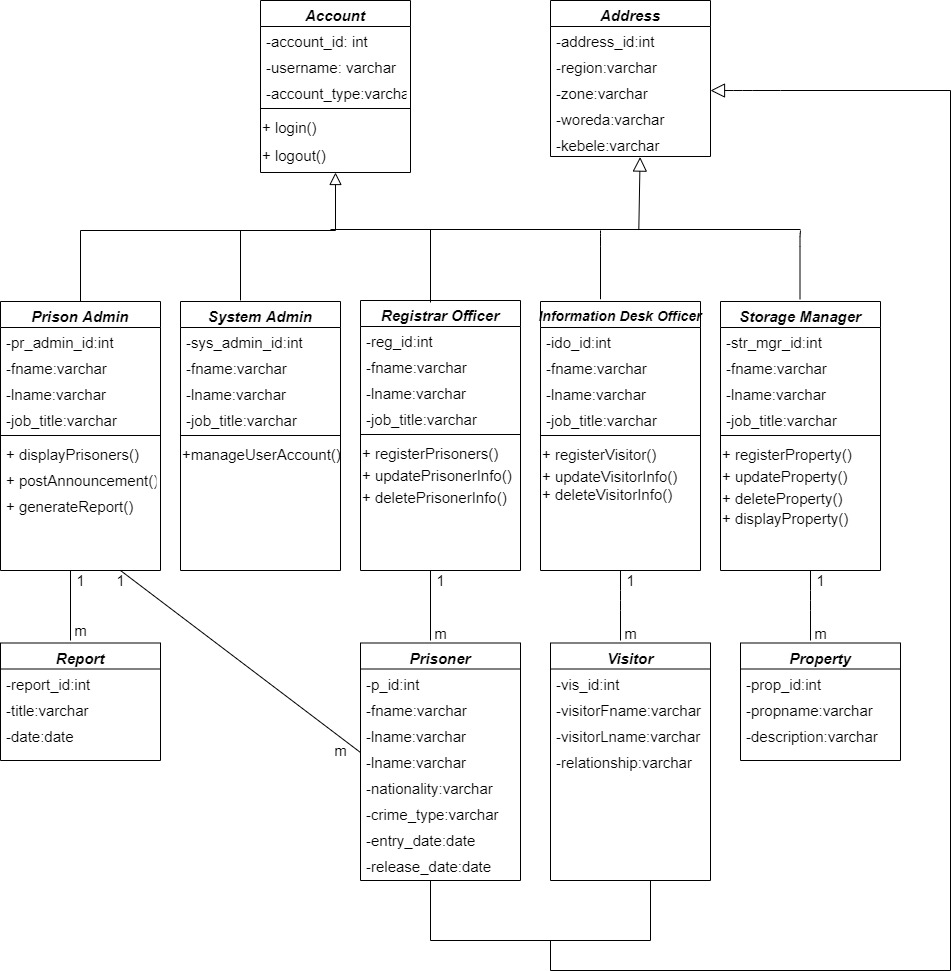 Account
-account_id: int
-username: varchar
-account_type:varcha
+ login()
+ logout()
Address
-address_id:int
-region:varchar
-zone:varchar
-woreda:varchar
-kebele:varchar
Prison Admin
-pr_admin_id:int
-fname:varchar
-lname:varchar
-job_title:varchar
+ displayPrisoners()
+ postAnnouncement()
+ generateReport()
System Admin
-sys_admin_id:int
-fname:varchar
-lname:varchar
-job_title:varchar
+manageUserAccount()
Registrar Officer
-reg_id:int
-fname:varchar
-lname:varchar
-job_title:varchar
+ registerPrisoners()
+ updatePrisonerInfo()
+ deletePrisonerInfo()
Information Desk Officer
-ido_id:int
-fname:varchar
-lname:varchar
-job_title:varchar
+ registerVisitor()
+ updateVisitorInfo()
+ deleteVisitorInfo()
Storage Manager
-str_mgr_id:int
-fname:varchar
-lname:varchar
-job_title:varchar
+ registerProperty()
+ updateProperty()
+ deleteProperty()
+ displayProperty()
1
1
1
1
1
m
m
m
m
m
Report
-report_id:int
-title:varchar
-date:date
Prisoner
-p_id:int
-fname:varchar
-lname:varchar
-lname:varchar
-nationality:varchar
-crime_type:varchar
-entry_date:date
-release_date:date
Visitor
-vis_id:int
-visitorFname:varchar
-visitorLname:varchar
-relationship:varchar
Property
-prop_id:int
-propname:varchar
-description:varchar